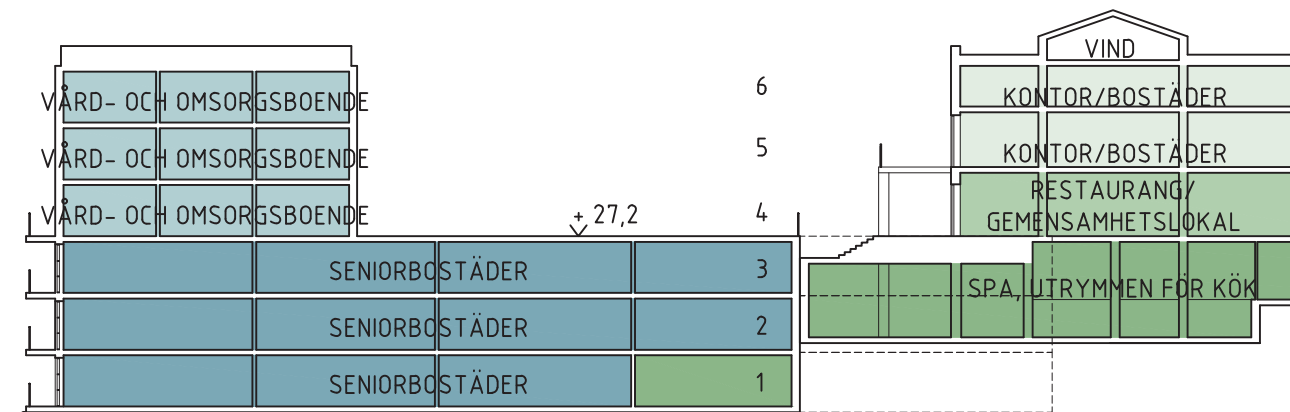 VIND
6
VÅRD- OCH OMSORGSBOENDE
KONTOR/BOSTÄDER
5
VÅRD- OCH OMSORGSBOENDE
KONTOR/BOSTÄDER
RESTAURANG/
GEMENSAMHETSLOKAL
4
VÅRD- OCH OMSORGSBOENDE
+ 27,2
3
SENIORBOSTÄDER
SPA, UTRYMMEN FÖR KÖK
2
SENIORBOSTÄDER
1
SENIORBOSTÄDER